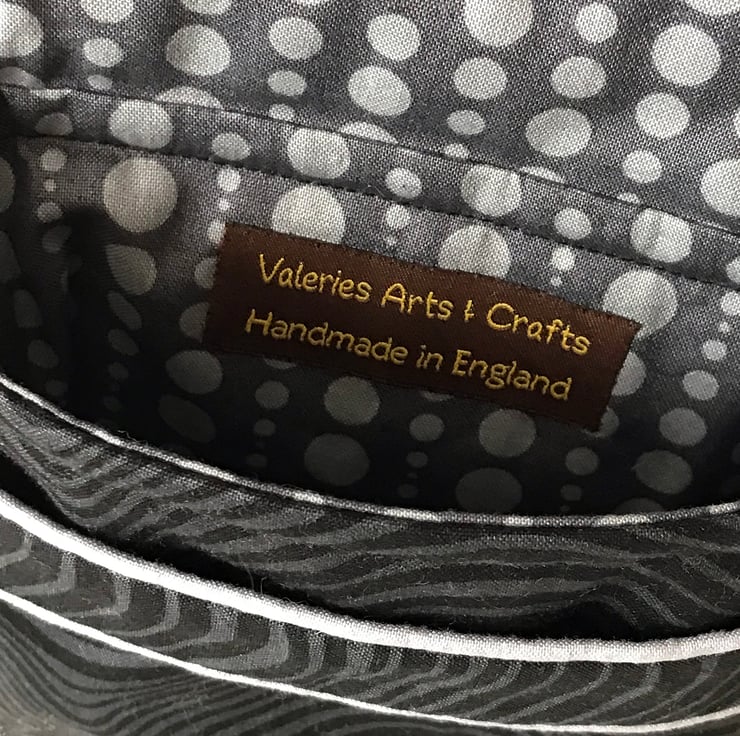 Valeries Arts & Crafts
Handmade in England